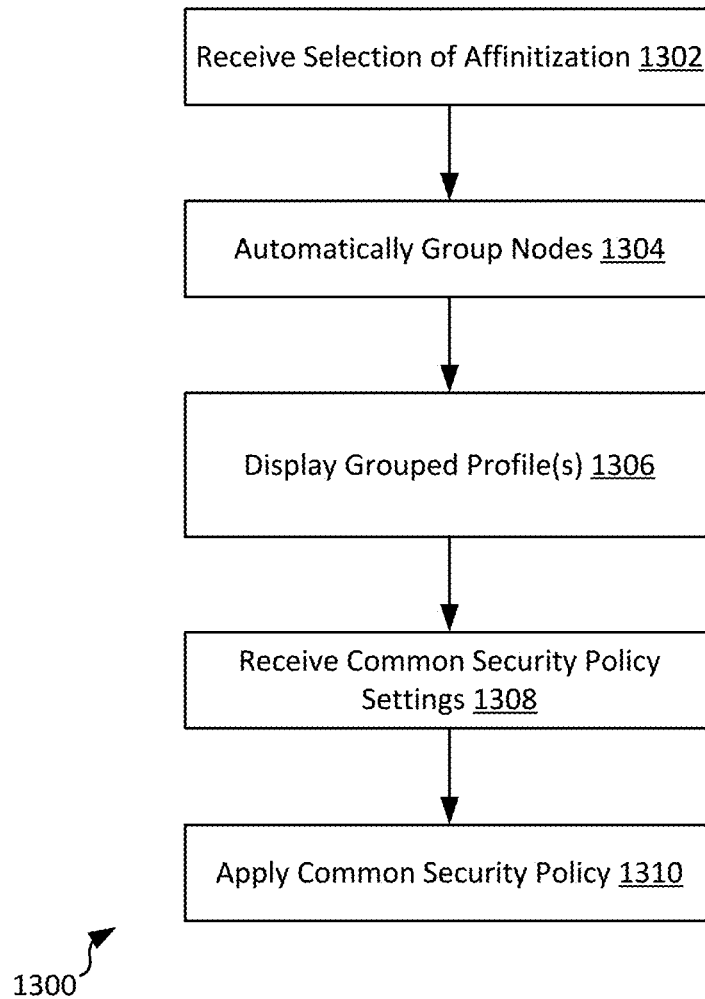 Receive Selection of Affinitization 1302
Automatically Group Nodes 1304
Display Grouped Profile(s) 1306
Receive Common Security Policy
Settings 1308
Apply Common Security Policy 1310
1300